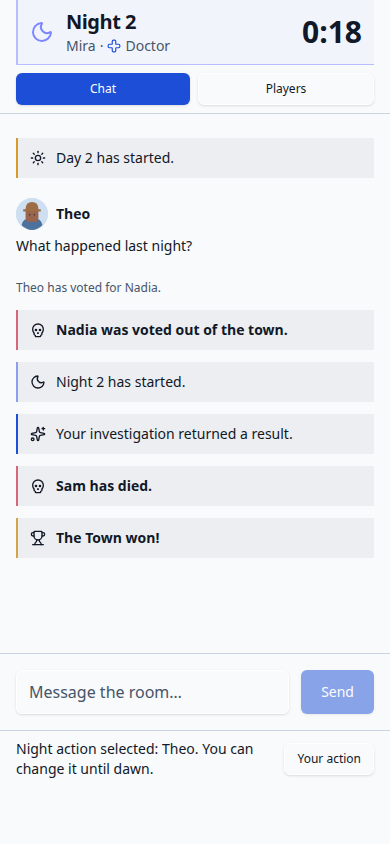 Night 2
Mira · Doctor
0:18
Chat
Players
Day 2 has started.
Theo
What happened last night?
Theo has voted for Nadia.
Nadia was voted out of the town.
Night 2 has started.
Your investigation returned a result.
Sam has died.
The Town won!
Message the room...
Send
Night action selected: Theo. You can
change it until dawn.
Your action